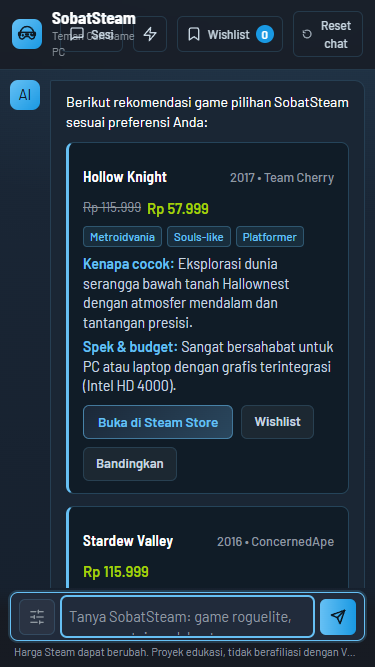 SobatSteam
Teman Cari Game
PC
Sesi
Wishlist 0
Reset
chat
AI
Berikut rekomendasi game pilihan SobatSteam
sesuai preferensi Anda:
Hollow Knight
2017 • Team Cherry
Rp 115.999 Rp 57.999
Metroidvania Souls-like Platformer
Kenapa cocok: Eksplorasi dunia
serangga bawah tanah Hallownest
dengan atmosfer mendalam dan
tantangan presisi.
Spek & budget: Sangat bersahabat untuk
PC atau laptop dengan grafis terintegrasi
(Intel HD 4000).
Buka di Steam Store
Wishlist
Bandingkan
Stardew Valley
2016 • ConcernedApe
Rp 115.999
Tanya SobatSteam: game roguelite,
Harga Steam dapat berubah. Proyek edukasi, tidak berafiliasi dengan V...